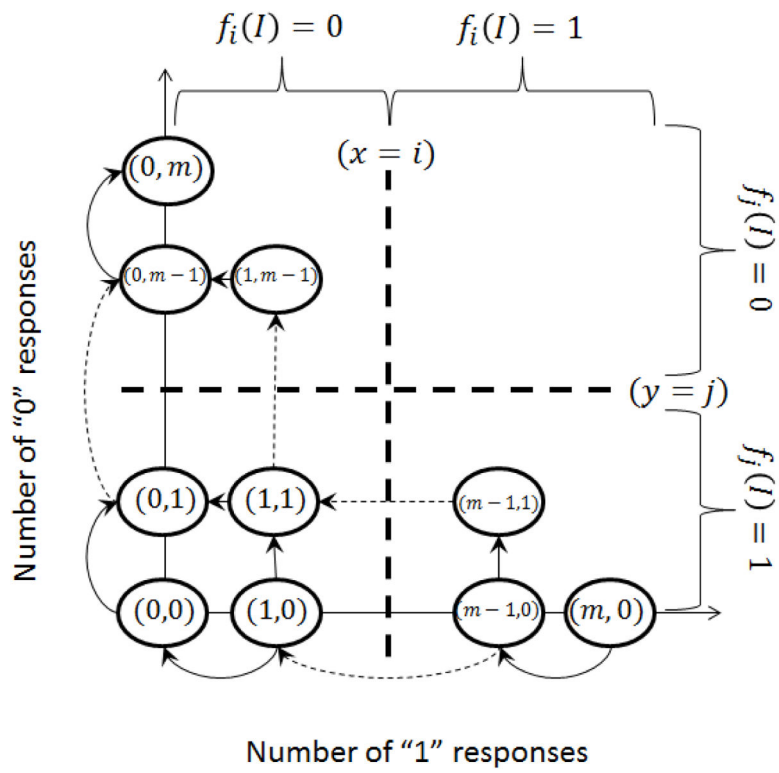 f_i(I) = 0
f_i(I) = 1
(x = i)
(0, m)
f_j(I) = 0
(0, m − 1)
(1, m − 1)
Number of “0” responses
(y = j)
(0,1)
(1,1)
(m − 1,1)
f_j(I) = 1
(0,0)
(1,0)
(m − 1,0)
(m, 0)
Number of “1” responses